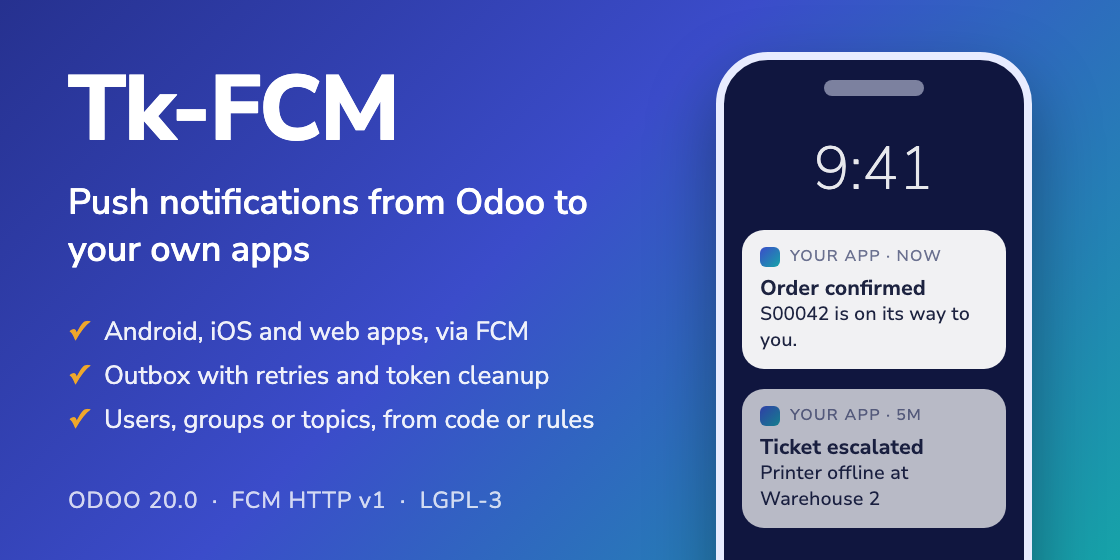 Tk-FCM
Push notifications from Odoo to
your own apps
✓ Android, iOS and web apps, via FCM
✓ Outbox with retries and token cleanup
✓ Users, groups or topics, from code or rules
ODOO 20.0 · FCM HTTP v1 · LGPL-3
9:41
YOUR APP · NOW
Order confirmed
S00042 is on its way to
you.
YOUR APP · 5M
Ticket escalated
Printer offline at
Warehouse 2